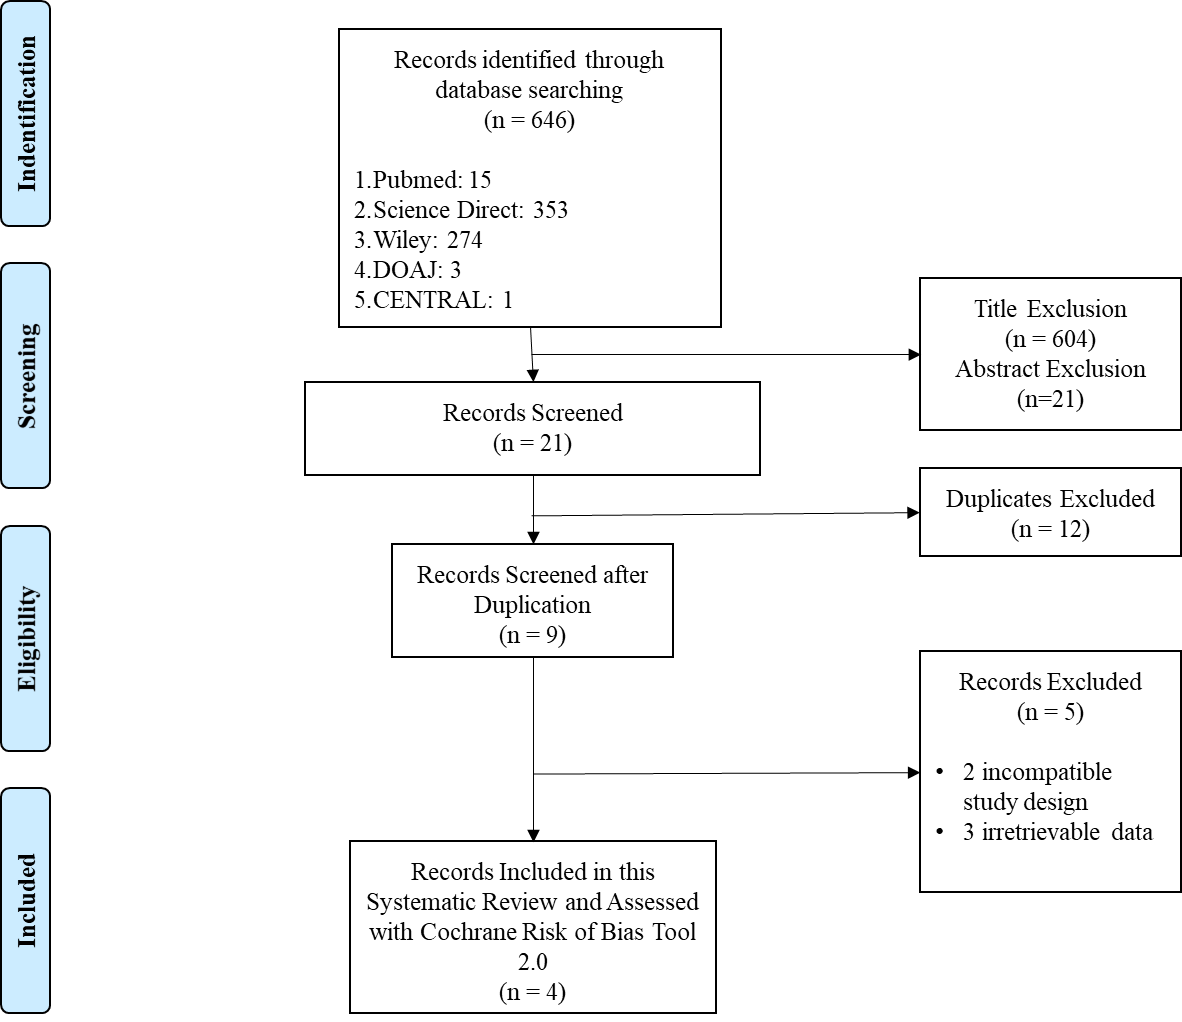 Indentification
Records identified through
database searching
(n = 646)
1.Pubmed: 15
2.Science Direct: 353
3.Wiley: 274
4.DOAJ: 3
5.CENTRAL: 1
Screening
Title Exclusion
(n = 604)
Abstract Exclusion
(n=21)
Records Screened
(n = 21)
Duplicates Excluded
(n = 12)
Eligibility
Records Screened after
Duplication
(n = 9)
Records Excluded
(n = 5)
• 2 incompatible
study design
• 3 irretrievable data
Included
Records Included in this
Systematic Review and Assessed
with Cochrane Risk of Bias Tool
2.0
(n = 4)